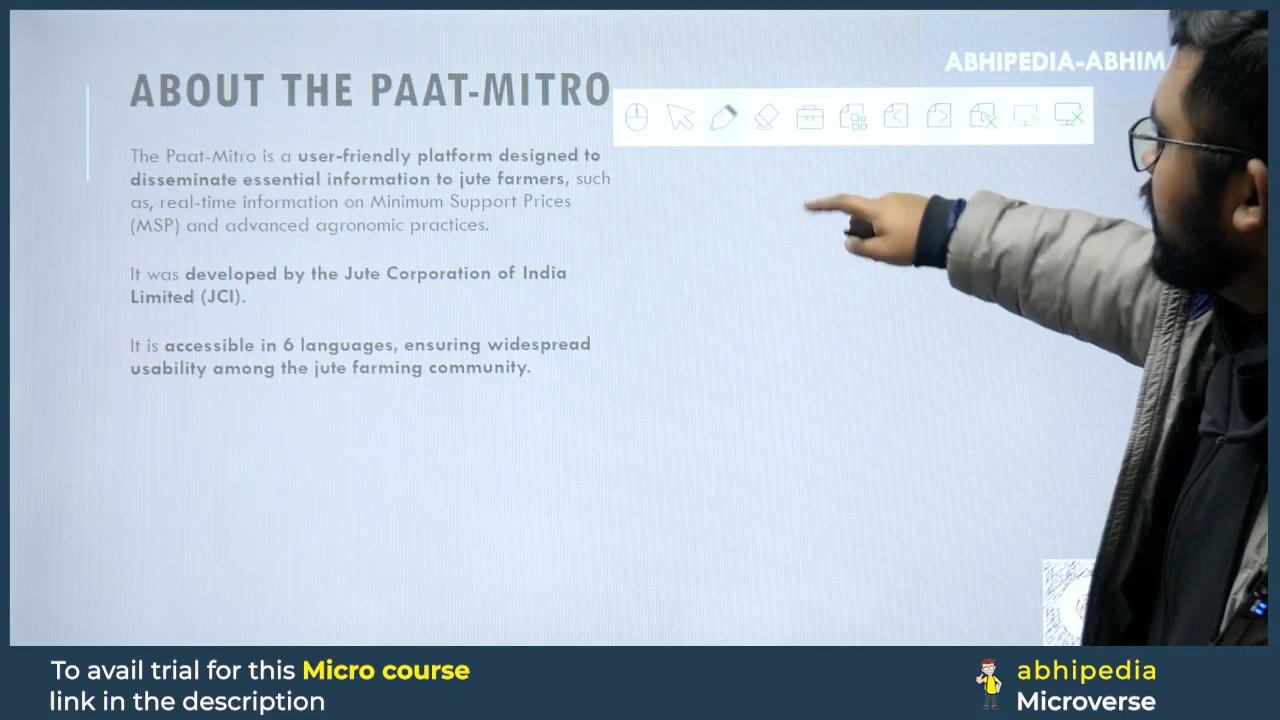 ABHIPEDIA-ABHIM
ABOUT THE PAAT-MITRO
The Paat-Mitro is a user-friendly platform designed to
disseminate essential information to jute farmers, such
as, real-time information on Minimum Support Prices
(MSP) and advanced agronomic practices.
It was developed by the Jute Corporation of India
Limited (JCI).
It is accessible in 6 languages, ensuring widespread
usability among the jute farming community.
To avail trial for this Micro course
link in the description
abhipedia
Microverse